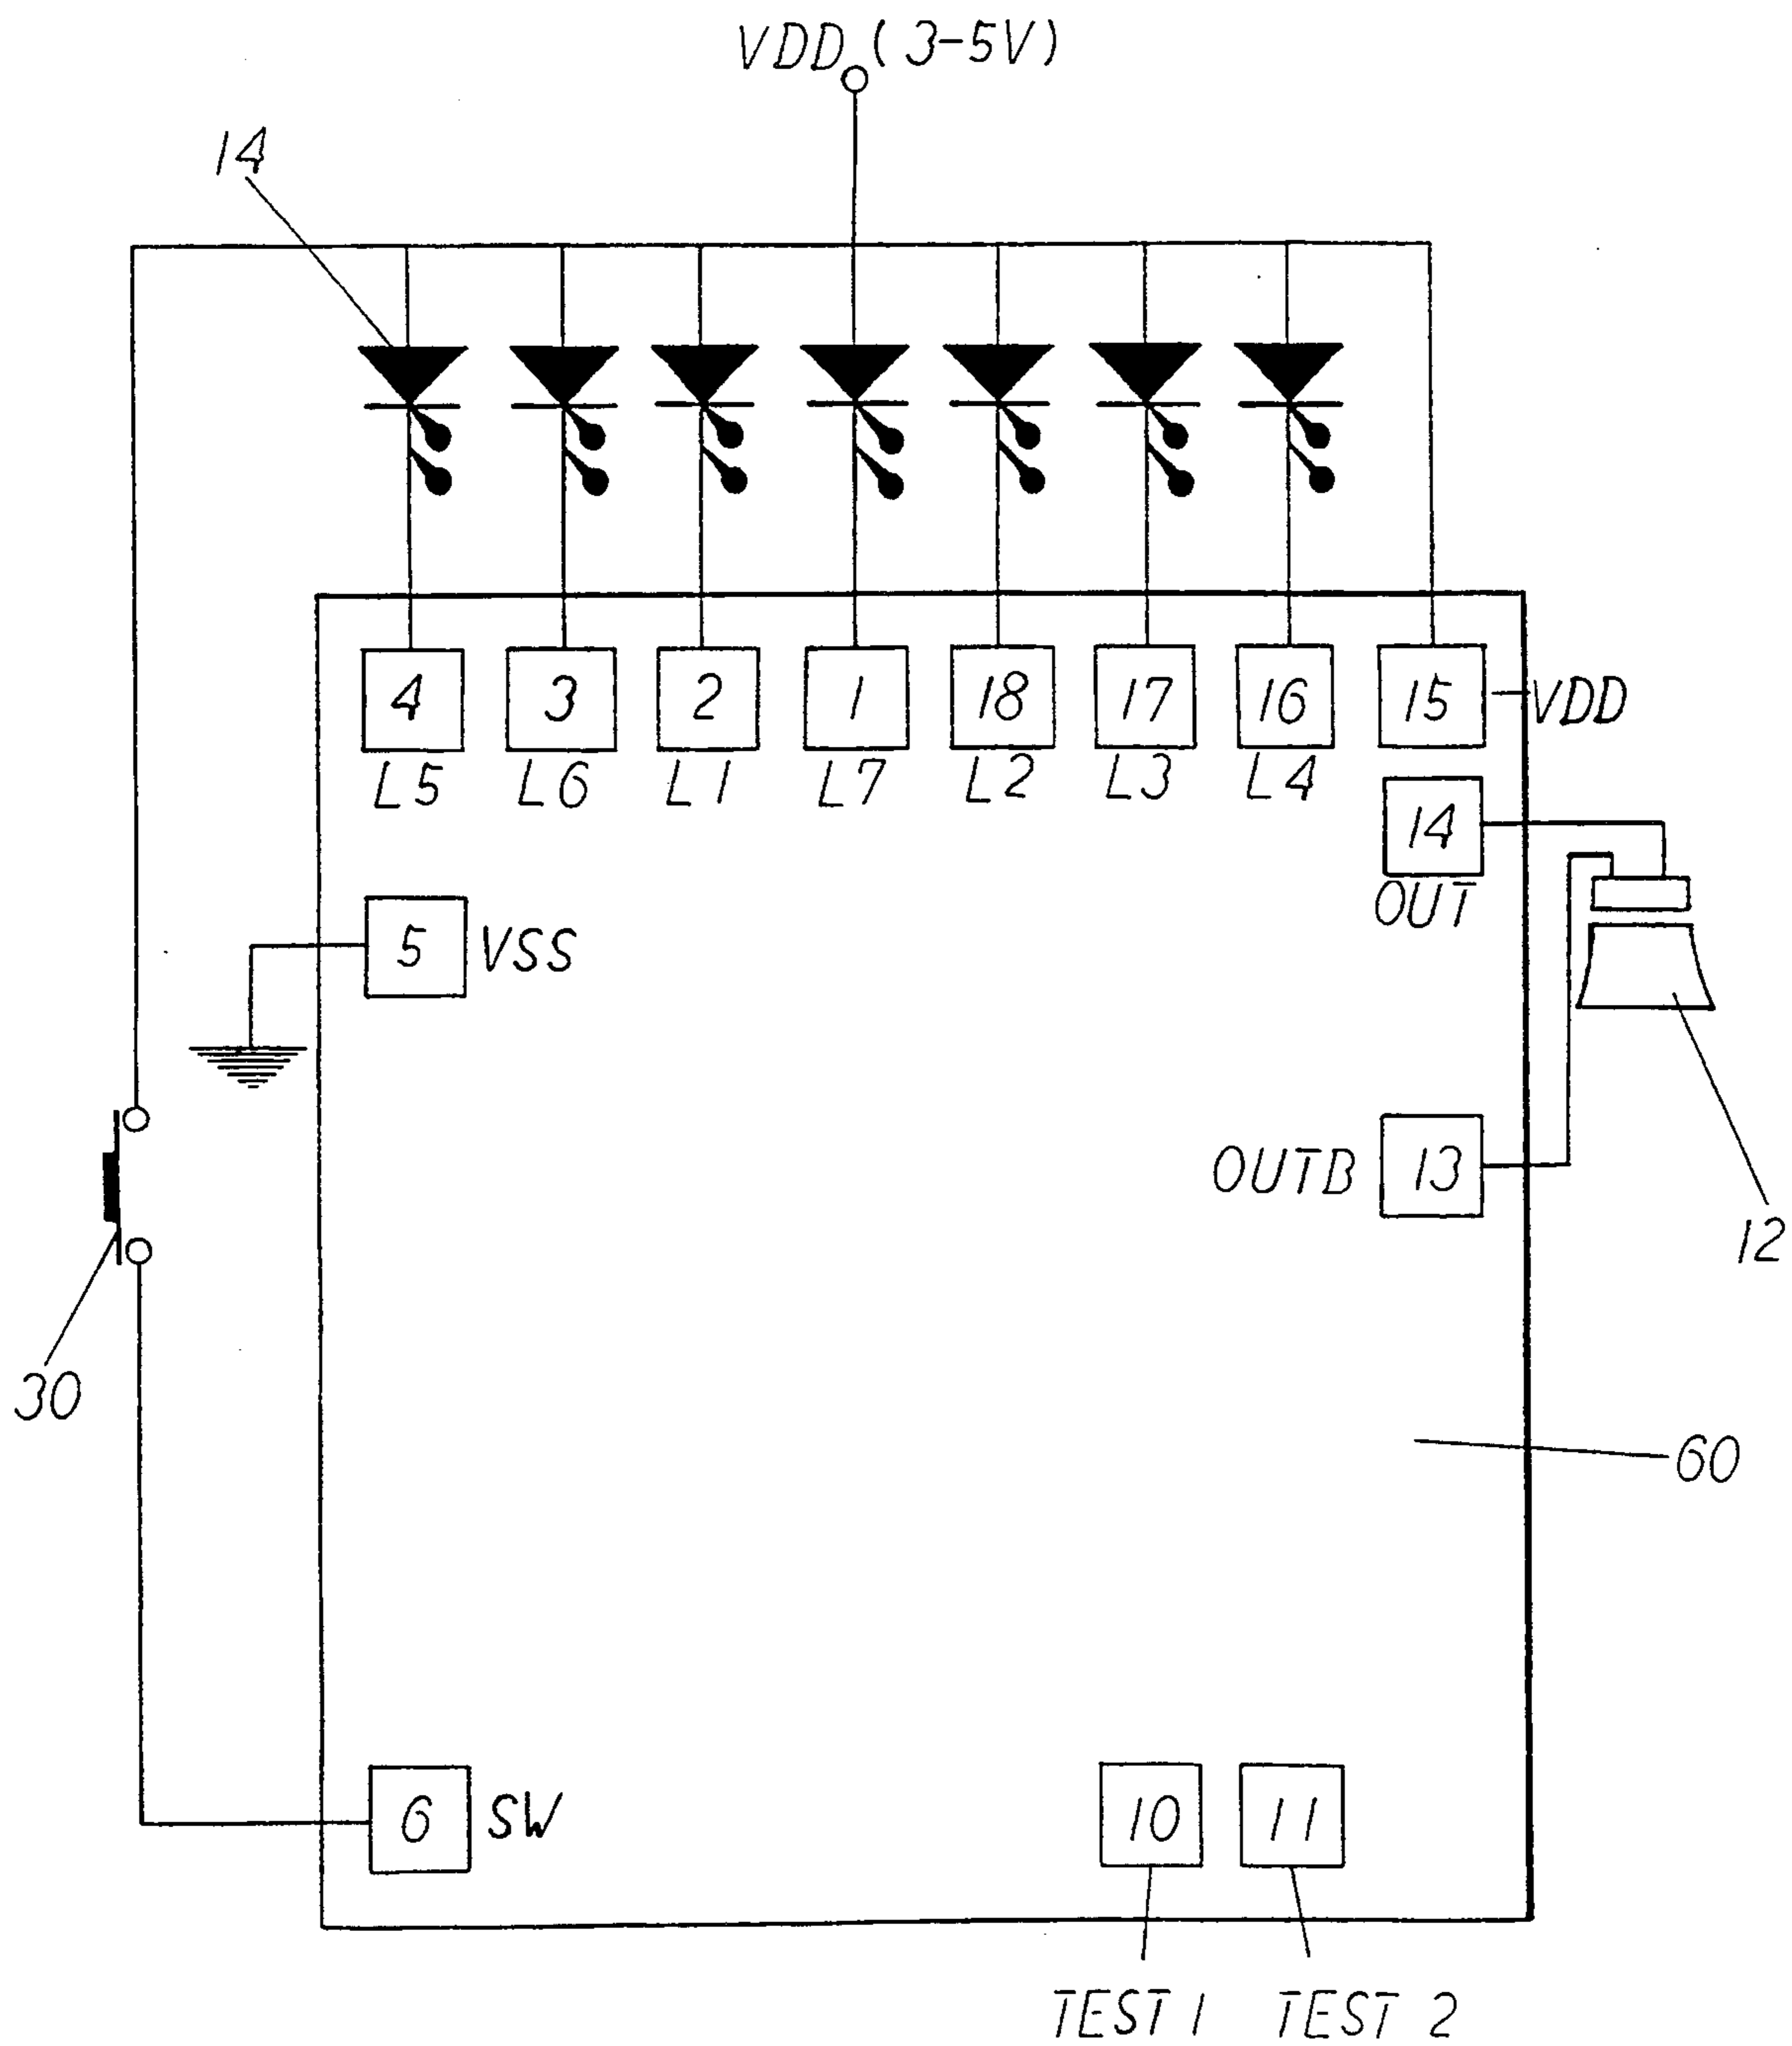 VDD (3-5V)
14
4 3 2 1 18 17 16 15 VDD
L5 L6 L1 L7 L2 L3 L4
14
OUT
5 VSS
OUTB 13
12
30
60
6 SW
10 11
TEST 1 TEST 2